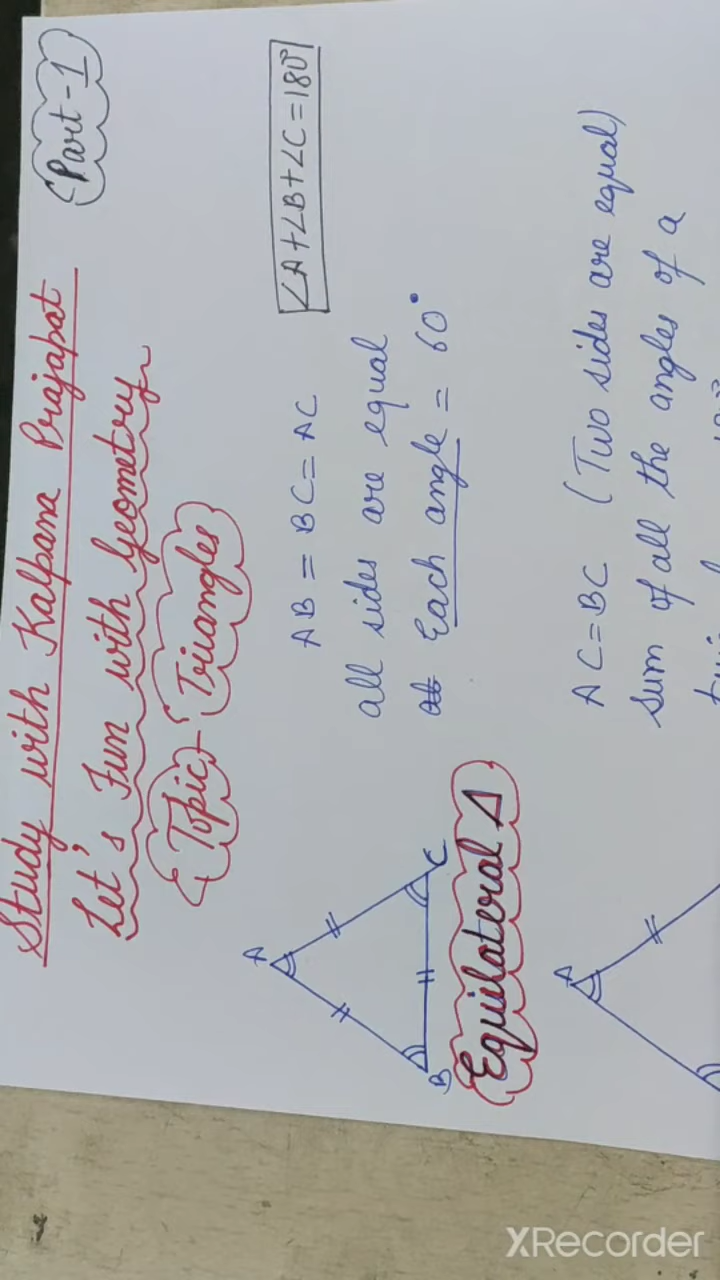 Study with Kalpana Prajapat
Part-1
Let's Fun with Geometry
Topic - Triangles
∠A+∠B+∠C=180°
A
B
C
AB = BC = AC
all sides are equal
Each angle = 60°
Equilateral Δ
A
AC=BC (Two sides are equal)
Sum of all the angles of a
XRecorder